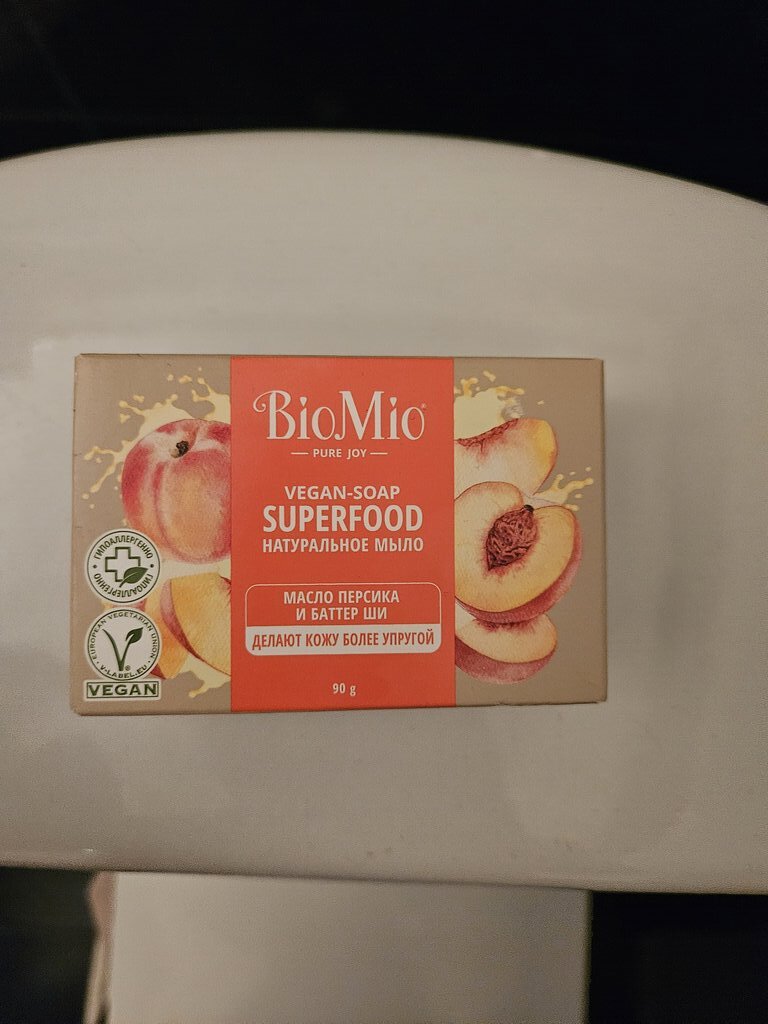 BioMio®
PURE JOY
VEGAN-SOAP
SUPERFOOD
НАТУРАЛЬНОЕ МЫЛО
МАСЛО ПЕРСИКА
И БАТТЕР ШИ
ДЕЛАЮТ КОЖУ БОЛЕЕ УПРУГОЙ
90 g
ГИПОАЛЛЕРГЕННО • ГИПОАЛЛЕРГЕННО •
EUROPEAN VEGETARIAN UNION
• V-LABEL.EU •
VEGAN